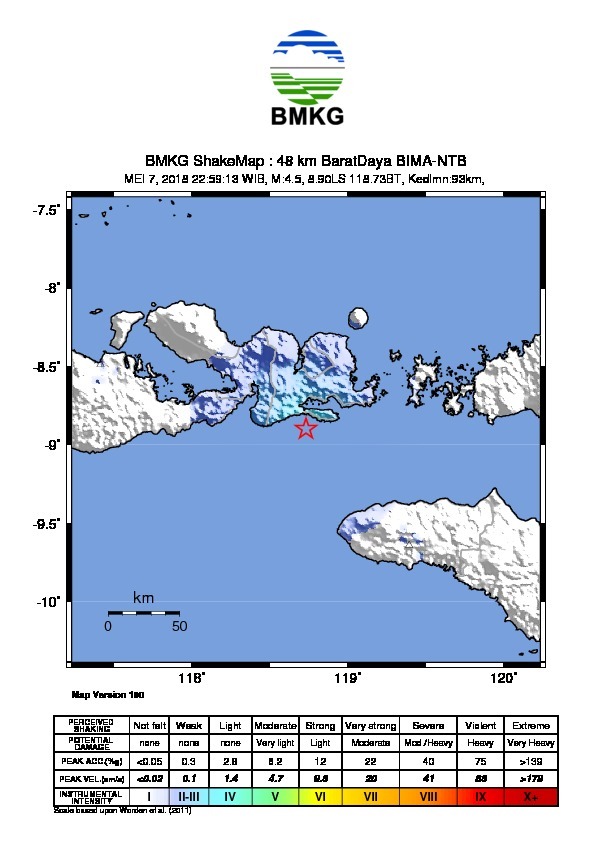 BMKG
BMKG ShakeMap : 48 km BaratDaya BIMA-NTB
MEI 7, 2018 22:59:13 WIB, M:4.5, 8.90LS 118.73BT, Kedlmn:93km,
-7.5°
-8°
-8.5°
-9°
-9.5°
-10°
km
0 50
118° 119° 120°
Map Version 190
PERCEIVED SHAKING Not felt Weak Light Moderate Strong Very strong Severe Violent Extreme
POTENTIAL DAMAGE none none none Very light Light Moderate Mod./Heavy Heavy Very Heavy
PEAK ACC.(%g) <0.05 0.3 2.8 6.2 12 22 40 75 >139
PEAK VEL.(cm/s) <0.02 0.1 1.4 4.7 9.6 20 41 86 >178
INSTRUMENTAL INTENSITY I II-III IV V VI VII VIII IX X+
Scale based upon Worden et al. (2011)